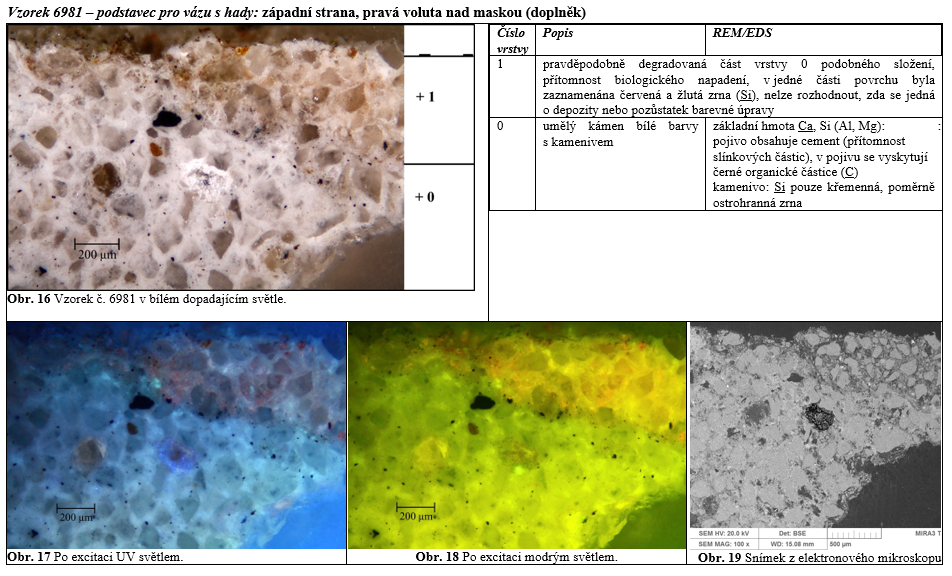 Vzorek 6981 – podstavec pro vázu s hady: západní strana, pravá voluta nad maskou (doplněk)
+ 1
+ 0
200 μm
Obr. 16 Vzorek č. 6981 v bílém dopadajícím světle.
Číslo vrstvy
Popis
REM/EDS
1
pravděpodobně degradovaná část vrstvy 0 podobného složení,
přítomnost biologického napadení, v jedné části povrchu byla
zaznamenána červená a žlutá zrna (Si), nelze rozhodnout, zda se jedná
o depozity nebo pozůstatek barevné úpravy
0
umělý kámen bílé barvy
s kamenivem
základní hmota Ca, Si (Al, Mg): :
pojivo obsahuje cement (přítomnost
slínkových částic), v pojivu se vyskytují
černé organické částice (C)
kamenivo: Si pouze křemenná, poměrně
ostrohranná zrna
200 μm
Obr. 17 Po excitaci UV světlem.
200 μm
Obr. 18 Po excitaci modrým světlem.
SEM HV: 20.0 kV
Det: BSE
MIRA3 T
SEM MAG: 100 x
WD: 15.08 mm
500 μm
Obr. 19 Snímek z elektronového mikroskopu